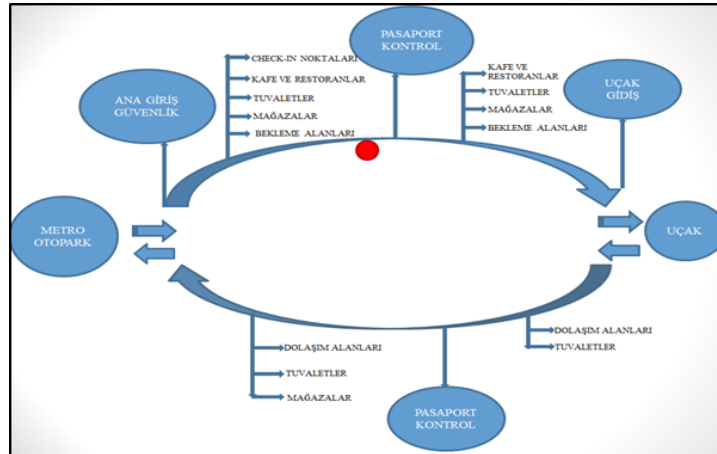 PASAPORT
KONTROL
CHECK-IN NOKTALARI
KAFE VE RESTORANLAR
TUVALETLER
MAĞAZALAR
BEKLEME ALANLARI
KAFE VE
RESTORANLAR
TUVALETLER
MAĞAZALAR
BEKLEME ALANLARI
ANA GİRİŞ
GÜVENLİK
UÇAK
GİDİŞ
METRO
OTOPARK
UÇAK
DOLAŞIM ALANLARI
TUVALETLER
MAĞAZALAR
DOLAŞIM ALANLARI
TUVALETLER
PASAPORT
KONTROL